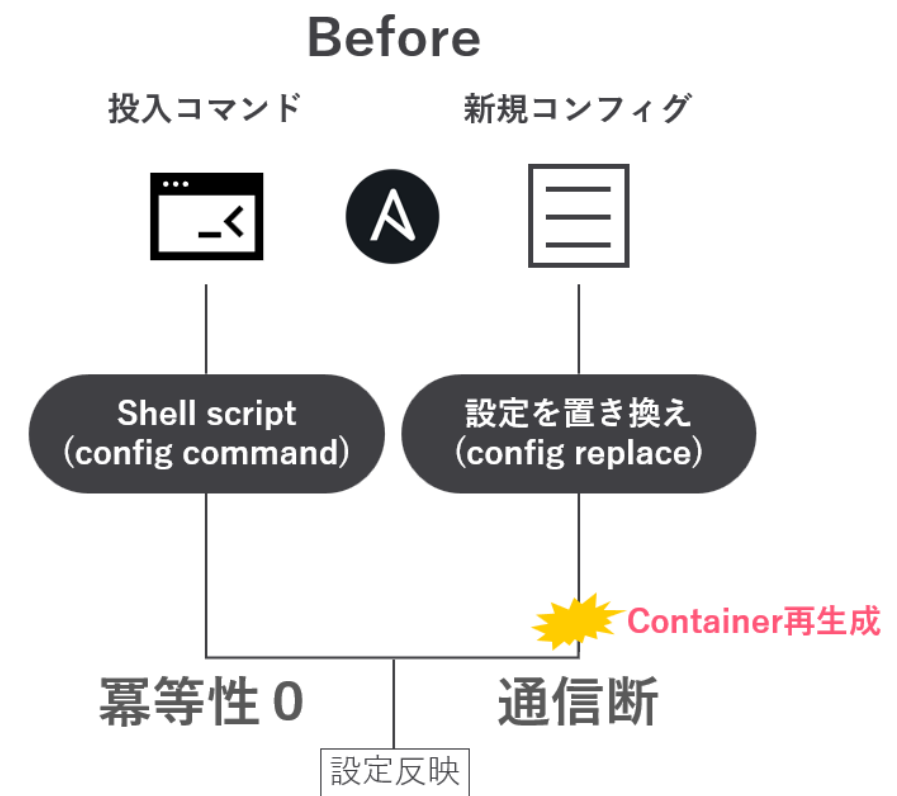 Before
投入コマンド
新規コンフィグ
Shell script
(config command)
設定を置き換え
(config replace)
Container再生成
冪等性0
通信断
設定反映